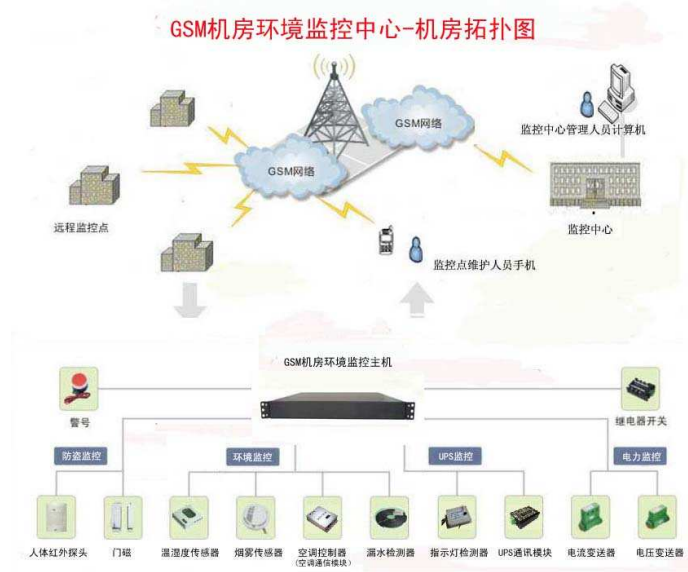 GSM机房环境监控中心-机房拓扑图
GSM网络
监控中心管理人员计算机
GSM网络
远程监控点
监控中心
监控点维护人员手机
GSM机房环境监控主机
警号
继电器开关
防盗监控
环境监控
UPS监控
电力监控
人体红外探头
门磁
温湿度传感器
烟雾传感器
空调控制器
(空调通信模块)
漏水检测器
指示灯检测器
UPS通讯模块
电流变送器
电压变送器